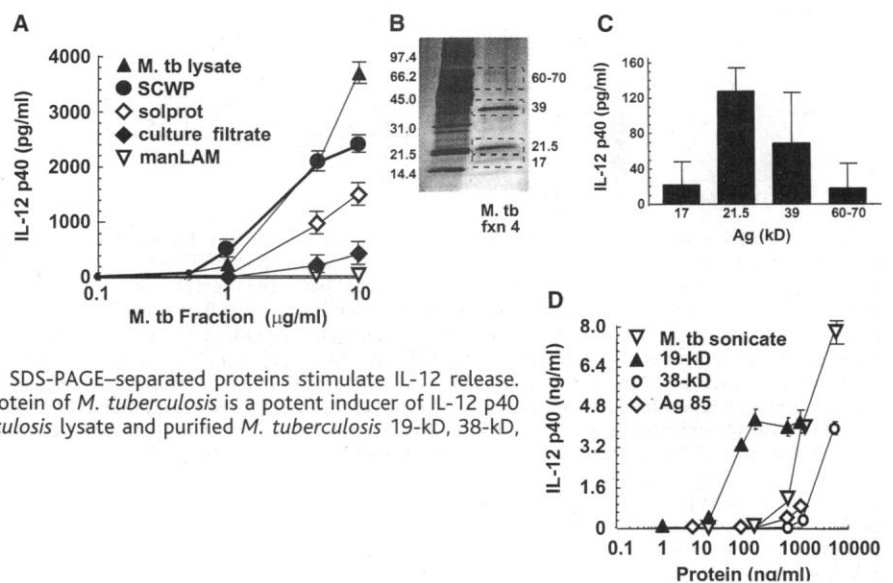 A
4000
3000
2000
1000
0
IL-12 p40 (pg/ml)
M. tb lysate
SCWP
solprot
culture filtrate
manLAM
0.1 1 10
M. tb Fraction (µg/ml)
B
97.4
66.2
45.0
31.0
21.5
14.4
60-70
39
21.5
17
M. tb
fxn 4
C
160
120
80
40
0
IL-12 p40 (pg/ml)
17 21.5 39 60-70
Ag (kD)
SDS-PAGE–separated proteins stimulate IL-12 release.
otein of M. tuberculosis is a potent inducer of IL-12 p40
culosis lysate and purified M. tuberculosis 19-kD, 38-kD,
D
8.0
6.4
4.8
3.2
1.6
0
IL-12 p40 (ng/ml)
M. tb sonicate
19-kD
38-kD
Ag 85
0.1 1 10 100 1000 10000
Protein (ng/ml)